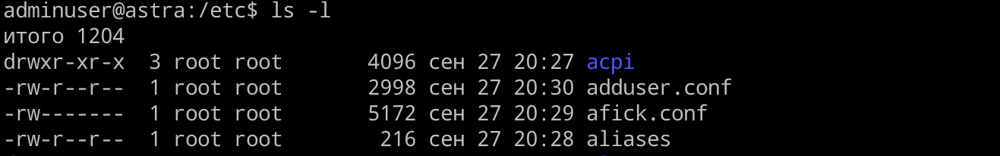 adminuser@astra:/etc$ ls -l
итого 1204
drwxr-xr-x  3 root root       4096 сен 27 20:27 acpi
-rw-r--r--  1 root root       2998 сен 27 20:30 adduser.conf
-rw-------  1 root root       5172 сен 27 20:29 afick.conf
-rw-r--r--  1 root root        216 сен 27 20:28 aliases